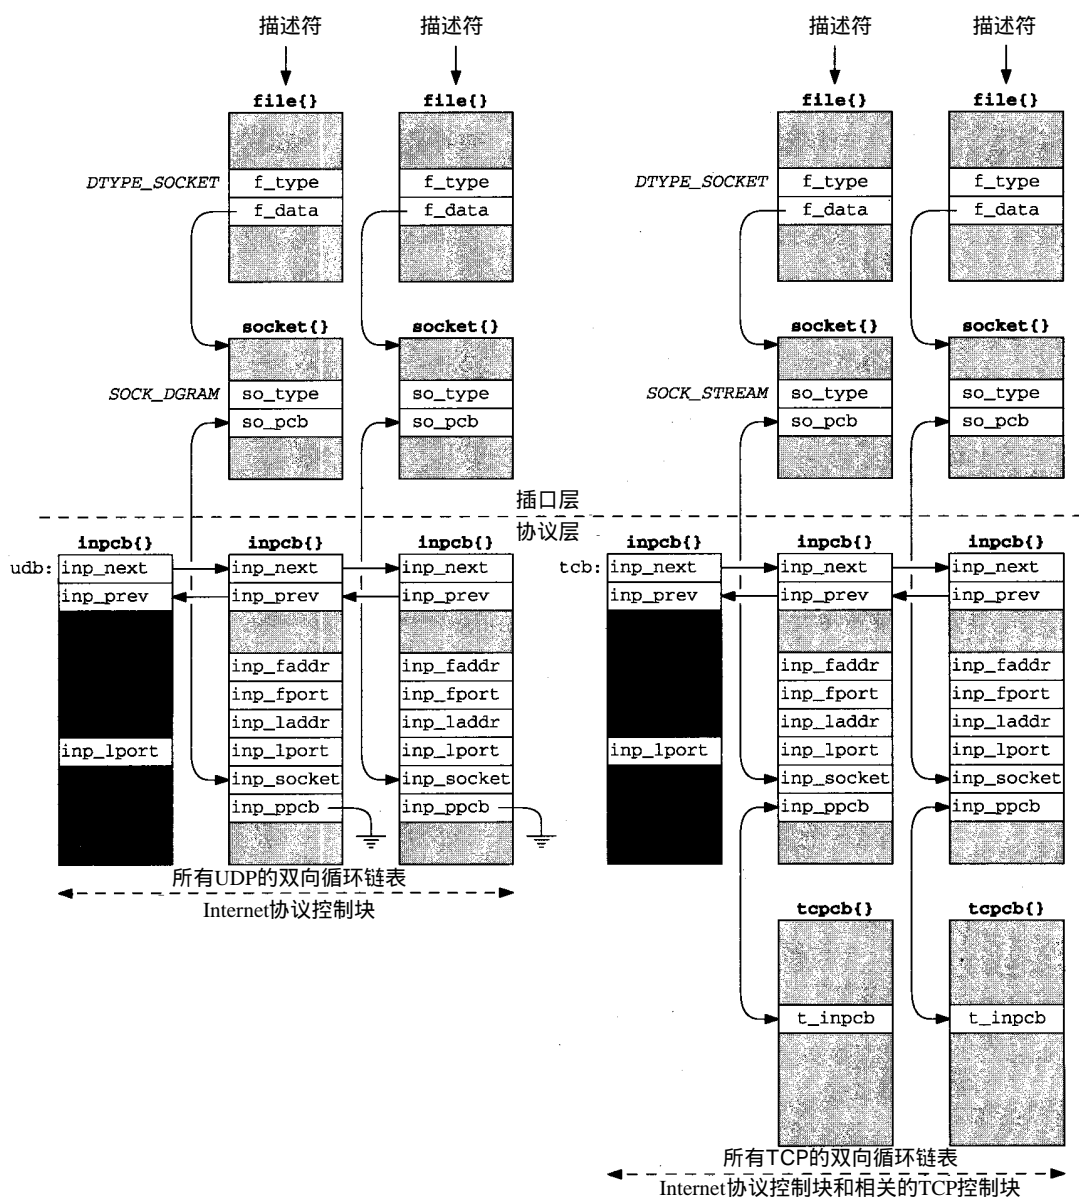 描述符 描述符 描述符 描述符
file{} file{} file{} file{}
DTYPE_SOCKET f_type f_type DTYPE_SOCKET f_type f_type
f_data f_data f_data f_data
socket{} socket{} socket{} socket{}
SOCK_DGRAM so_type so_type SOCK_STREAM so_type so_type
so_pcb so_pcb so_pcb so_pcb
插口层
协议层
inpcb{} inpcb{} inpcb{} inpcb{} inpcb{} inpcb{}
udb: inp_next inp_next inp_next tcb: inp_next inp_next inp_next
inp_prev inp_prev inp_prev inp_prev inp_prev inp_prev
inp_faddr inp_faddr inp_faddr inp_faddr
inp_fport inp_fport inp_fport inp_fport
inp_laddr inp_laddr inp_laddr inp_laddr
inp_lport inp_lport inp_lport inp_lport inp_lport inp_lport
inp_socket inp_socket inp_socket inp_socket
inp_ppcb inp_ppcb inp_ppcb inp_ppcb
所有UDP的双向循环链表
Internet协议控制块
tcpcb{} tcpcb{}
t_inpcb t_inpcb
所有TCP的双向循环链表
Internet协议控制块和相关的TCP控制块